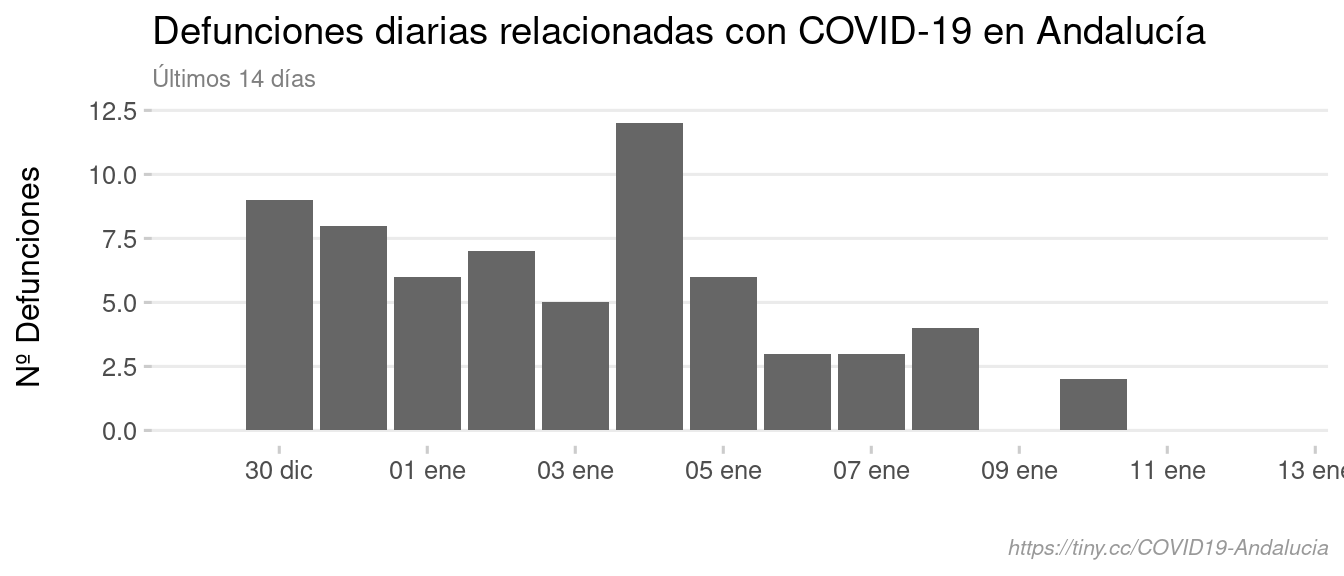 Defunciones diarias relacionadas con COVID-19 en Andalucía
Últimos 14 días
Nº Defunciones
12.5
10.0
7.5
5.0
2.5
0.0
30 dic 01 ene 03 ene 05 ene 07 ene 09 ene 11 ene 13 ene
https://tiny.cc/COVID19-Andalucia